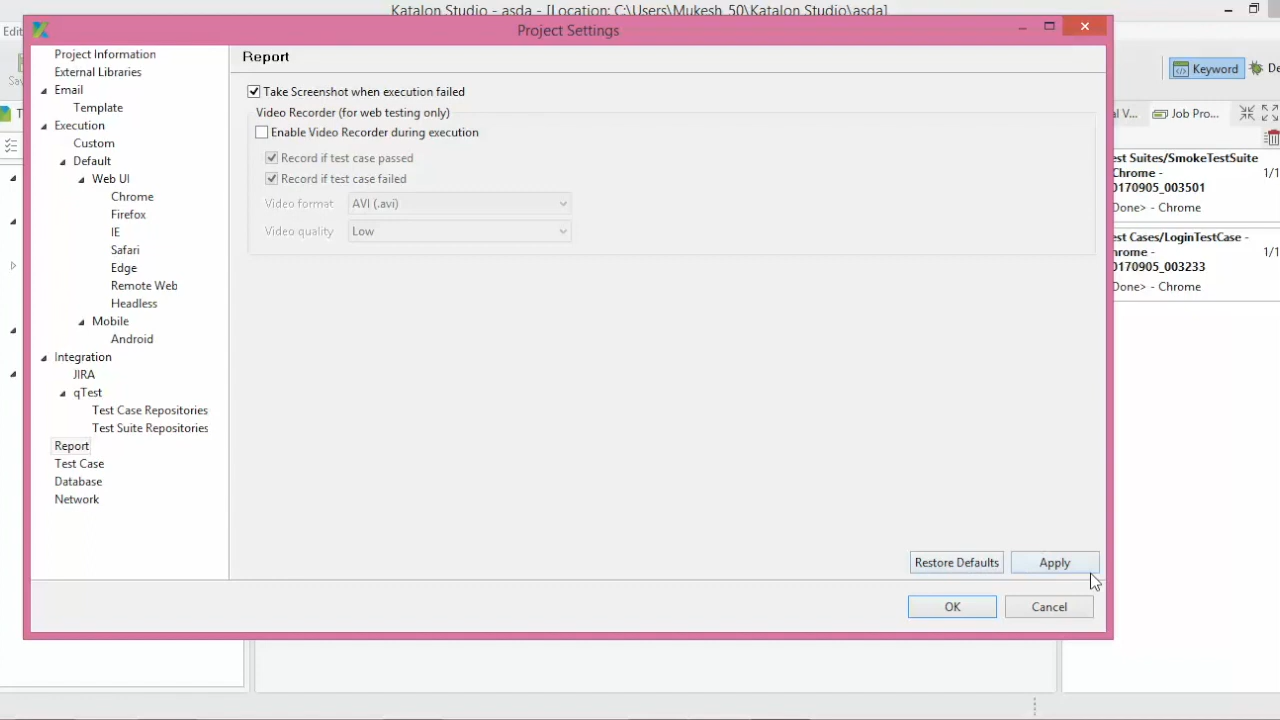 Katalon Studio - asda - [Location: C:\Users\Mukesh_50\Katalon Studio\asda]
Project Settings
Edit
Project Information
External Libraries
Email
Template
Execution
Custom
Default
Web UI
Chrome
Firefox
IE
Safari
Edge
Remote Web
Headless
Mobile
Android
Integration
JIRA
qTest
Test Case Repositories
Test Suite Repositories
Report
Test Case
Database
Network
Report
Take Screenshot when execution failed
Video Recorder (for web testing only)
Enable Video Recorder during execution
Record if test case passed
Record if test case failed
Video format AVI (.avi)
Video quality Low
Restore Defaults Apply
OK Cancel
Keyword De
al V... Job Pro...
est Suites/SmokeTestSuite
Chrome - 1/1
0170905_003501
Done> - Chrome
est Cases/LoginTestCase -
hrome - 1/1
0170905_003233
Done> - Chrome